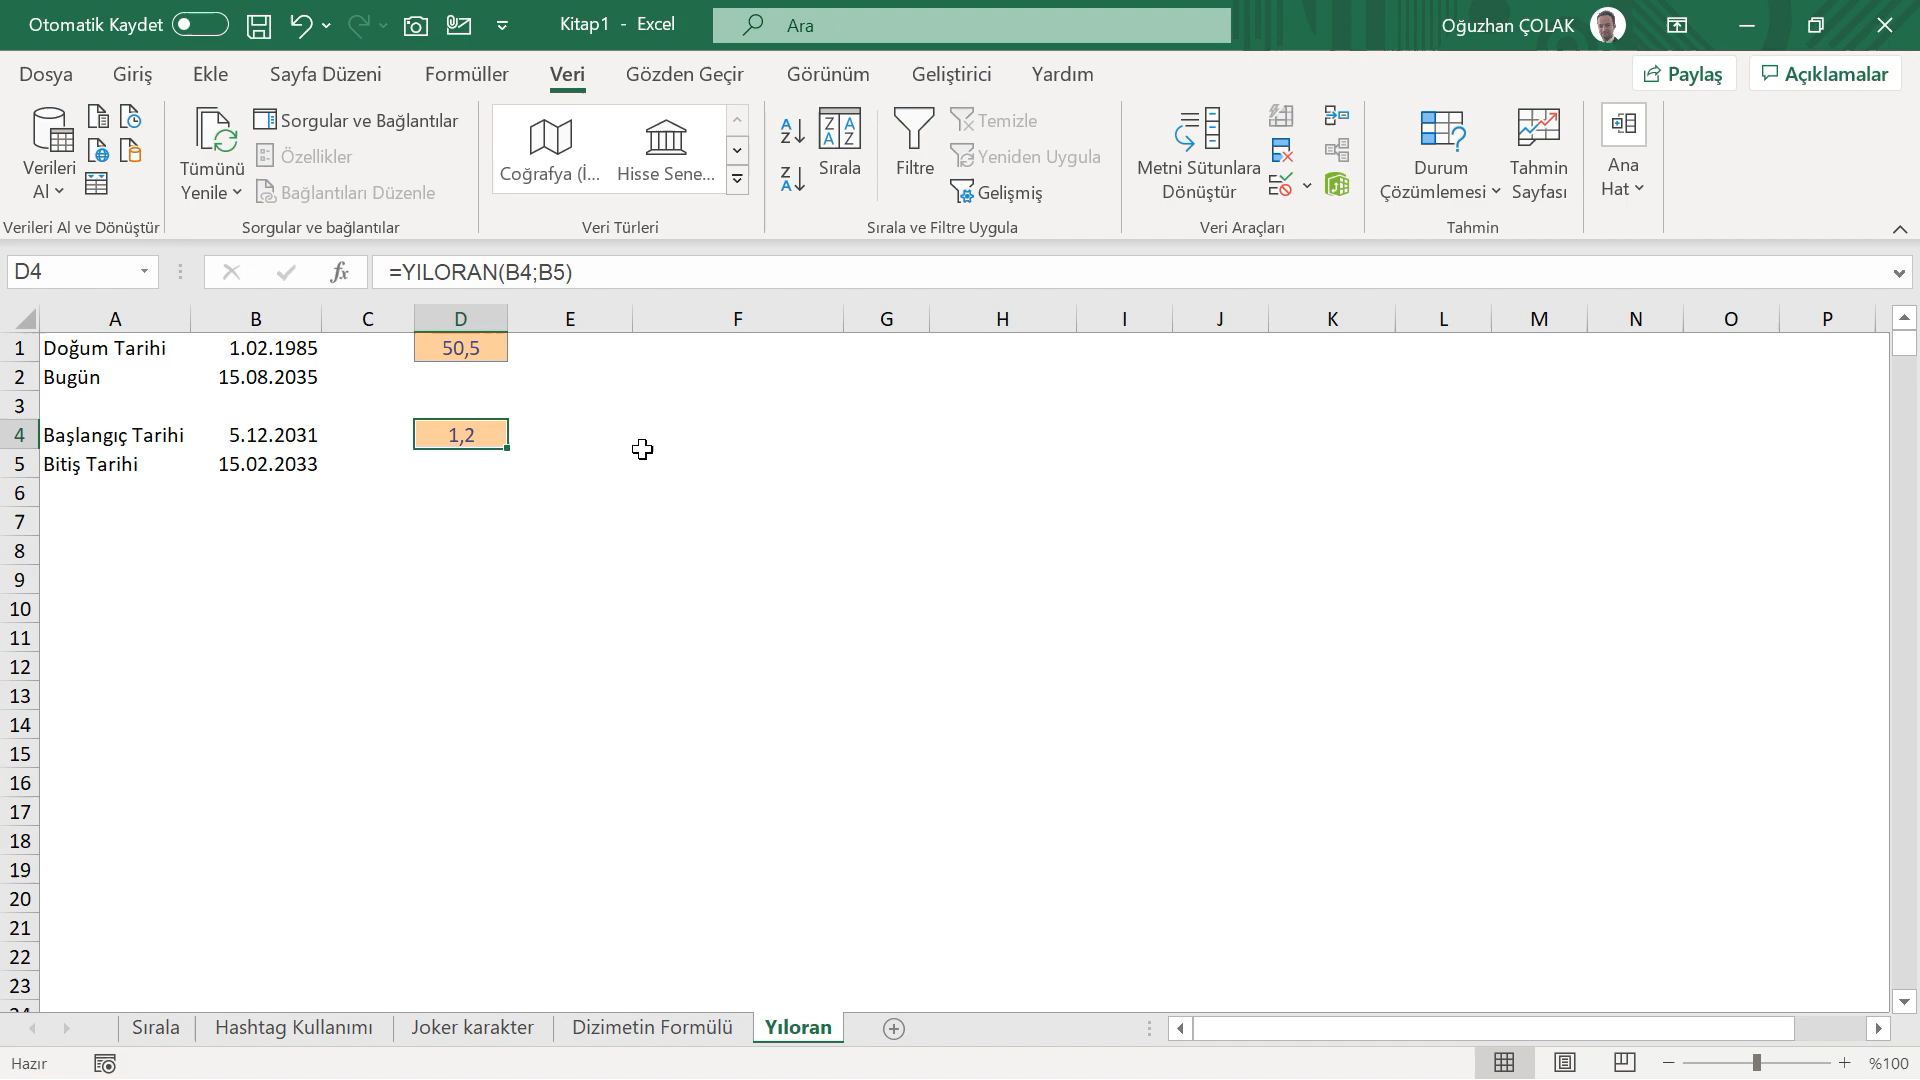 Otomatik Kaydet
Kitap1 - Excel
Ara
Oğuzhan ÇOLAK
Dosya
Giriş
Ekle
Sayfa Düzeni
Formüller
Veri
Gözden Geçir
Görünüm
Geliştirici
Yardım
Paylaş
Açıklamalar
Verileri
Al
Tümünü
Yenile
Sorgular ve Bağlantılar
Özellikler
Bağlantıları Düzenle
Coğrafya (İ...
Hisse Sene...
Sırala
Filtre
Temizle
Yeniden Uygula
Gelişmiş
Metni Sütunlara
Dönüştür
Durum
Çözümlemesi
Tahmin
Sayfası
Ana
Hat
Verileri Al ve Dönüştür
Sorgular ve bağlantılar
Veri Türleri
Sırala ve Filtre Uygula
Veri Araçları
Tahmin
D4
fx
=YILORAN(B4;B5)
A B C D E F G H I J K L M N O P
1 Doğum Tarihi 1.02.1985 50,5
2 Bugün 15.08.2035
3
4 Başlangıç Tarihi 5.12.2031 1,2
5 Bitiş Tarihi 15.02.2033
6
7
8
9
10
11
12
13
14
15
16
17
18
19
20
21
22
23
Sırala
Hashtag Kullanımı
Joker karakter
Dizimetin Formülü
Yıloran
Hazır
%100